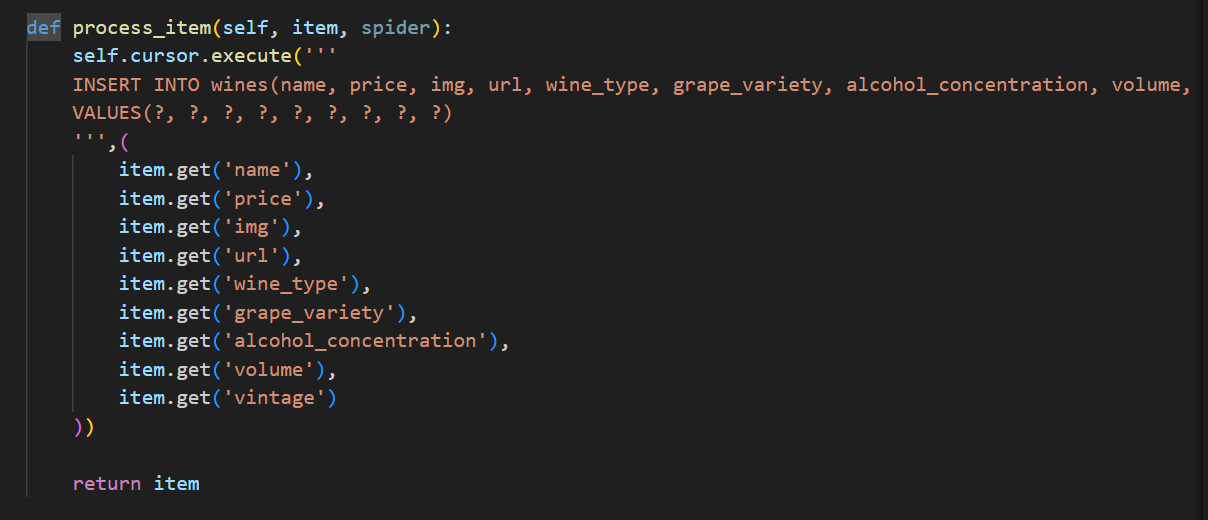 def process_item(self, item, spider):
    self.cursor.execute('''
    INSERT INTO wines(name, price, img, url, wine_type, grape_variety, alcohol_concentration, volume,
    VALUES(?, ?, ?, ?, ?, ?, ?, ?, ?)
    ''',(
        item.get('name'),
        item.get('price'),
        item.get('img'),
        item.get('url'),
        item.get('wine_type'),
        item.get('grape_variety'),
        item.get('alcohol_concentration'),
        item.get('volume'),
        item.get('vintage')
    ))

    return item